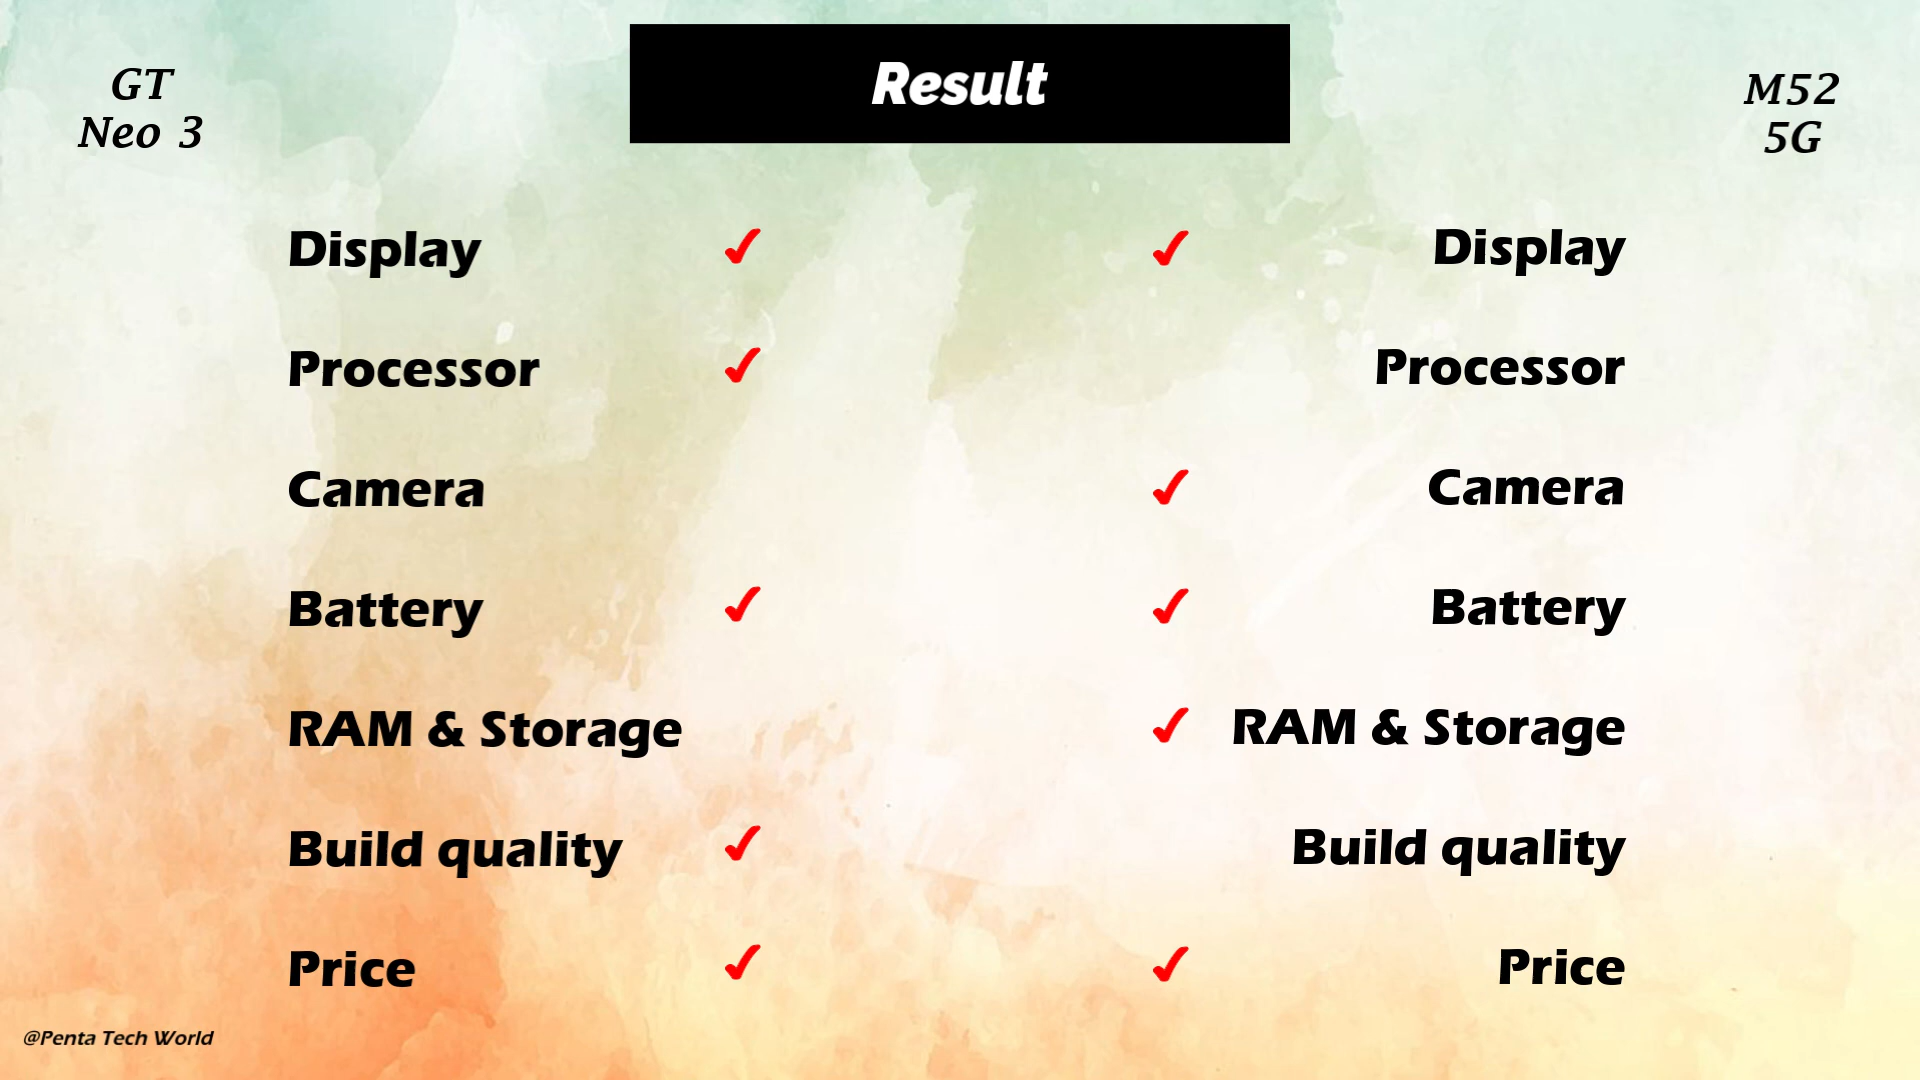 Result
GT
Neo 3
M52
5G
Display ✓ ✓ Display
Processor ✓ Processor
Camera ✓ Camera
Battery ✓ ✓ Battery
RAM & Storage ✓ RAM & Storage
Build quality ✓ Build quality
Price ✓ ✓ Price
@Penta Tech World